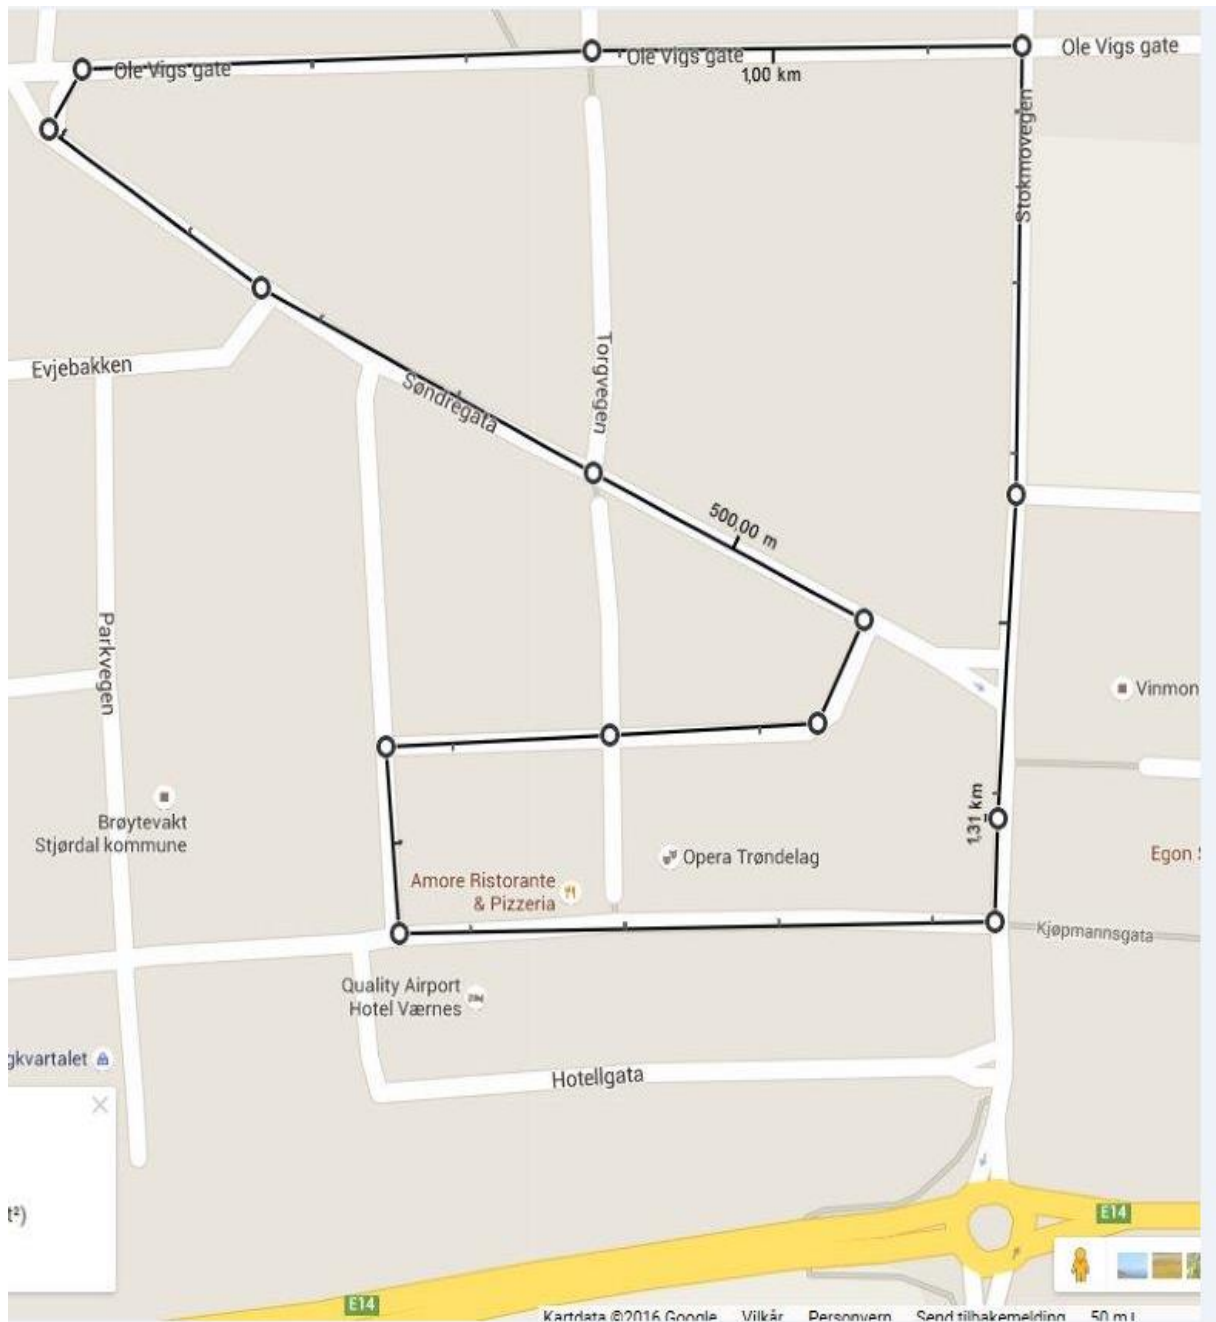 Ole Vigs gate
Ole Vigs gate
Ole Vigs gate
1,00 km
Stokmovegen
Evjebakken
Søndregata
Torgvegen
500,00 m
Parkvegen
Vinmon
Brøytevakt
Stjørdal kommune
1,31 km
Opera Trøndelag
Egon
Amore Ristorante
& Pizzeria
Kjøpmannsgata
Quality Airport
Hotel Værnes
gkvartalet
Hotellgata
t²)
E14
E14
Kartdata ©2016 Google Vilkår Personvern Send tilbakemelding 50 m